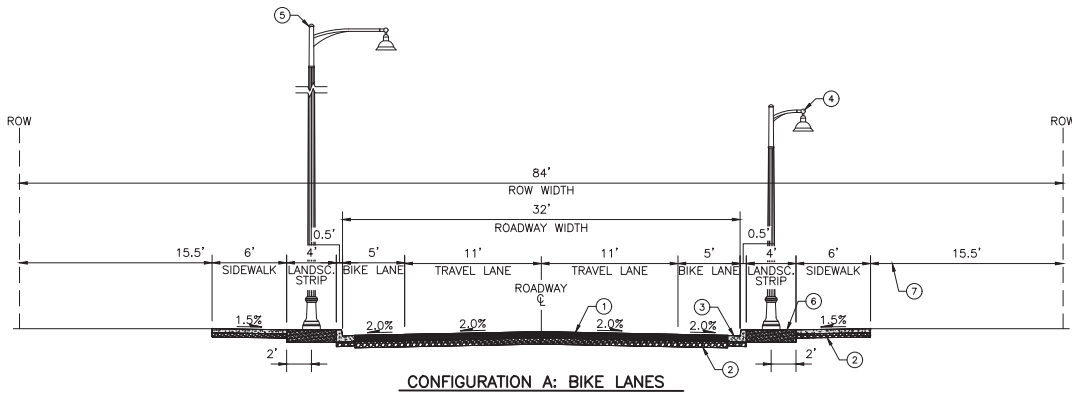 5
4
ROW
ROW
84'
ROW WIDTH
32'
ROADWAY WIDTH
0.5'
0.5'
15.5'
6'
4'
5'
11'
11'
5'
4'
6'
15.5'
SIDEWALK
LANDSC.
STRIP
BIKE LANE
TRAVEL LANE
TRAVEL LANE
BIKE LANE
LANDSC.
STRIP
SIDEWALK
ROADWAY
℄
7
1
3
6
1.5%
2.0%
2.0%
2.0%
2.0%
1.5%
2'
2
2
2'
CONFIGURATION A: BIKE LANES